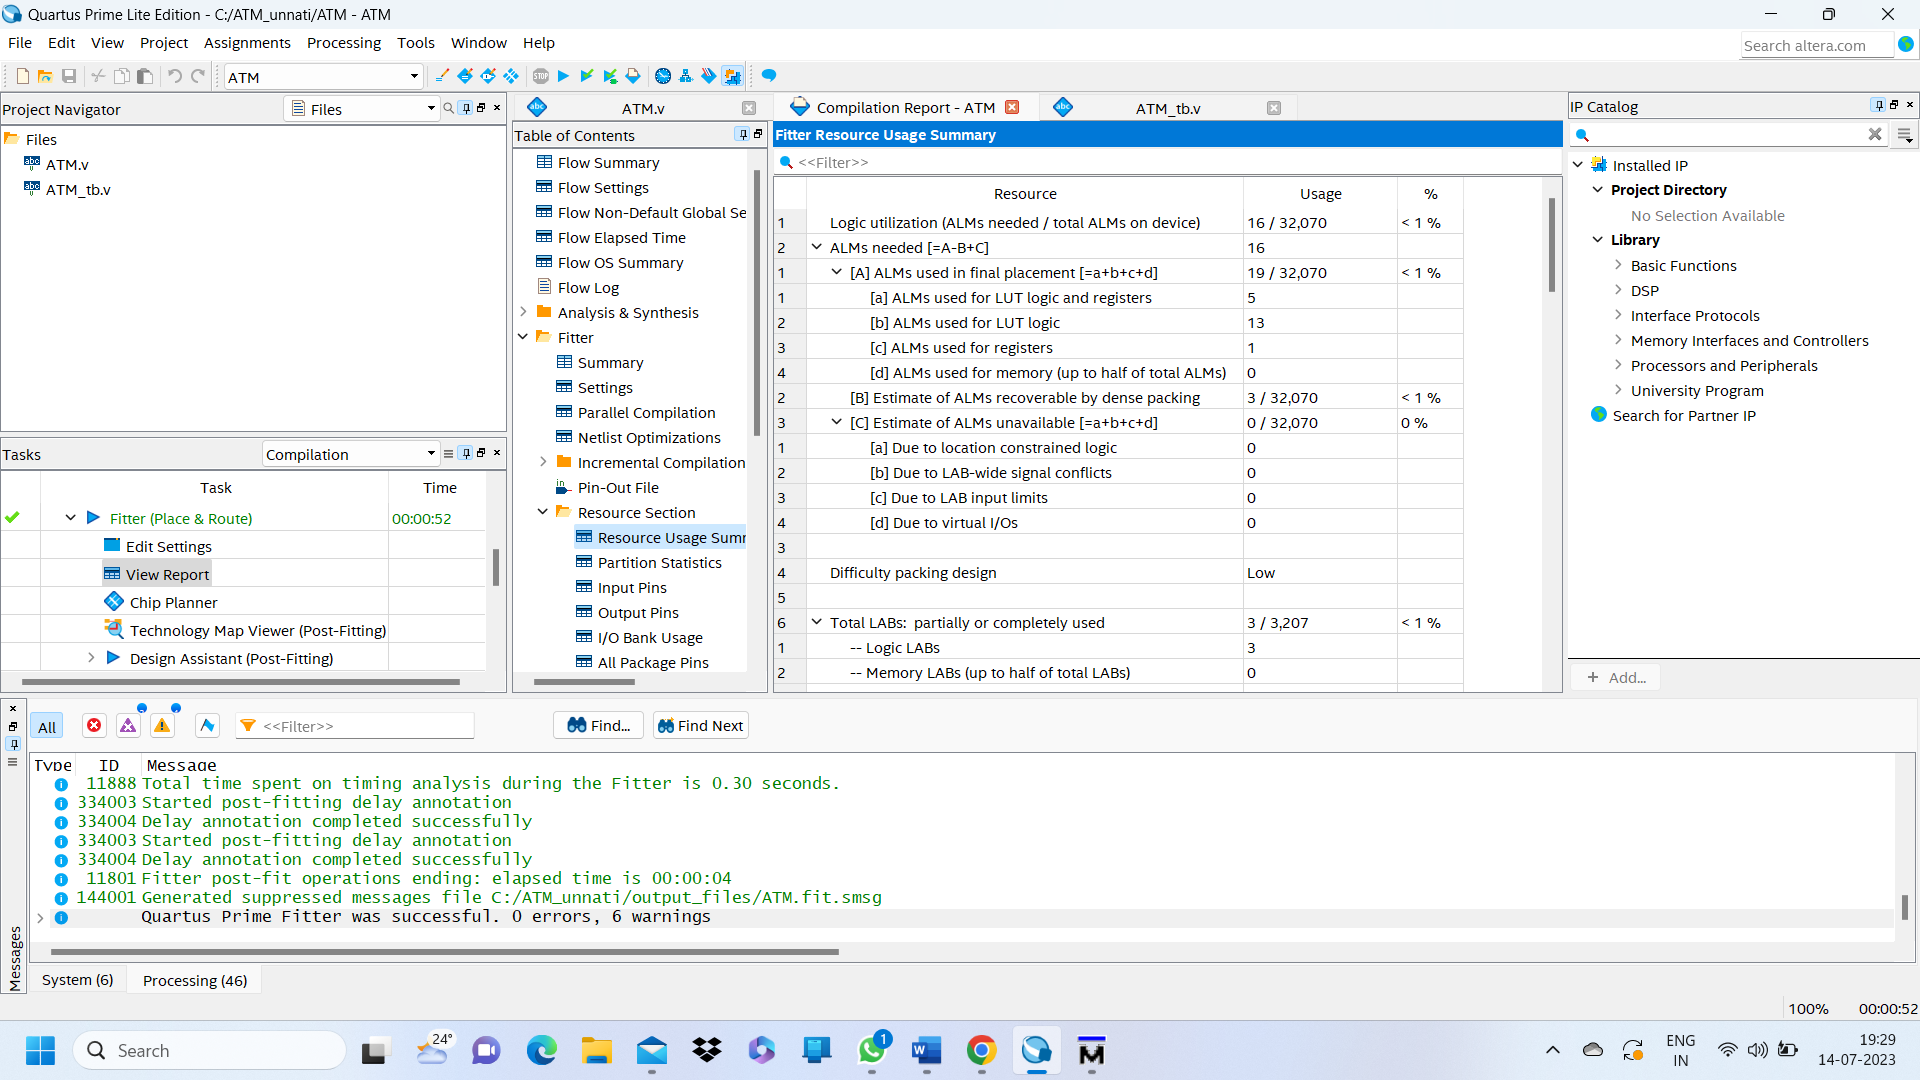 Quartus Prime Lite Edition - C:/ATM_unnati/ATM - ATM
File Edit View Project Assignments Processing Tools Window Help
Search altera.com
ATM
Project Navigator
Files
Files
ATM.v
ATM_tb.v
Tasks
Compilation
Task Time
Fitter (Place & Route) 00:00:52
Edit Settings
View Report
Chip Planner
Technology Map Viewer (Post-Fitting)
Design Assistant (Post-Fitting)
ATM.v
Compilation Report - ATM
ATM_tb.v
Table of Contents
Flow Summary
Flow Settings
Flow Non-Default Global Se
Flow Elapsed Time
Flow OS Summary
Flow Log
Analysis & Synthesis
Fitter
Summary
Settings
Parallel Compilation
Netlist Optimizations
Incremental Compilation
Pin-Out File
Resource Section
Resource Usage Sumr
Partition Statistics
Input Pins
Output Pins
I/O Bank Usage
All Package Pins
Fitter Resource Usage Summary
<<Filter>>
Resource Usage %
1 Logic utilization (ALMs needed / total ALMs on device) 16 / 32,070 < 1 %
2 ALMs needed [=A-B+C] 16
1 [A] ALMs used in final placement [=a+b+c+d] 19 / 32,070 < 1 %
1 [a] ALMs used for LUT logic and registers 5
2 [b] ALMs used for LUT logic 13
3 [c] ALMs used for registers 1
4 [d] ALMs used for memory (up to half of total ALMs) 0
2 [B] Estimate of ALMs recoverable by dense packing 3 / 32,070 < 1 %
3 [C] Estimate of ALMs unavailable [=a+b+c+d] 0 / 32,070 0 %
1 [a] Due to location constrained logic 0
2 [b] Due to LAB-wide signal conflicts 0
3 [c] Due to LAB input limits 0
4 [d] Due to virtual I/Os 0
3
4 Difficulty packing design Low
5
6 Total LABs: partially or completely used 3 / 3,207 < 1 %
1 -- Logic LABs 3
2 -- Memory LABs (up to half of total LABs) 0
IP Catalog
Installed IP
Project Directory
No Selection Available
Library
Basic Functions
DSP
Interface Protocols
Memory Interfaces and Controllers
Processors and Peripherals
University Program
Search for Partner IP
+ Add...
All
<<Filter>>
Find...
Find Next
Type ID Message
11888 Total time spent on timing analysis during the Fitter is 0.30 seconds.
334003 Started post-fitting delay annotation
334004 Delay annotation completed successfully
334003 Started post-fitting delay annotation
334004 Delay annotation completed successfully
11801 Fitter post-fit operations ending: elapsed time is 00:00:04
144001 Generated suppressed messages file C:/ATM_unnati/output_files/ATM.fit.smsg
Quartus Prime Fitter was successful. 0 errors, 6 warnings
Messages
System (6) Processing (46)
100% 00:00:52
Search
24°
1
ENG
IN
19:29
14-07-2023